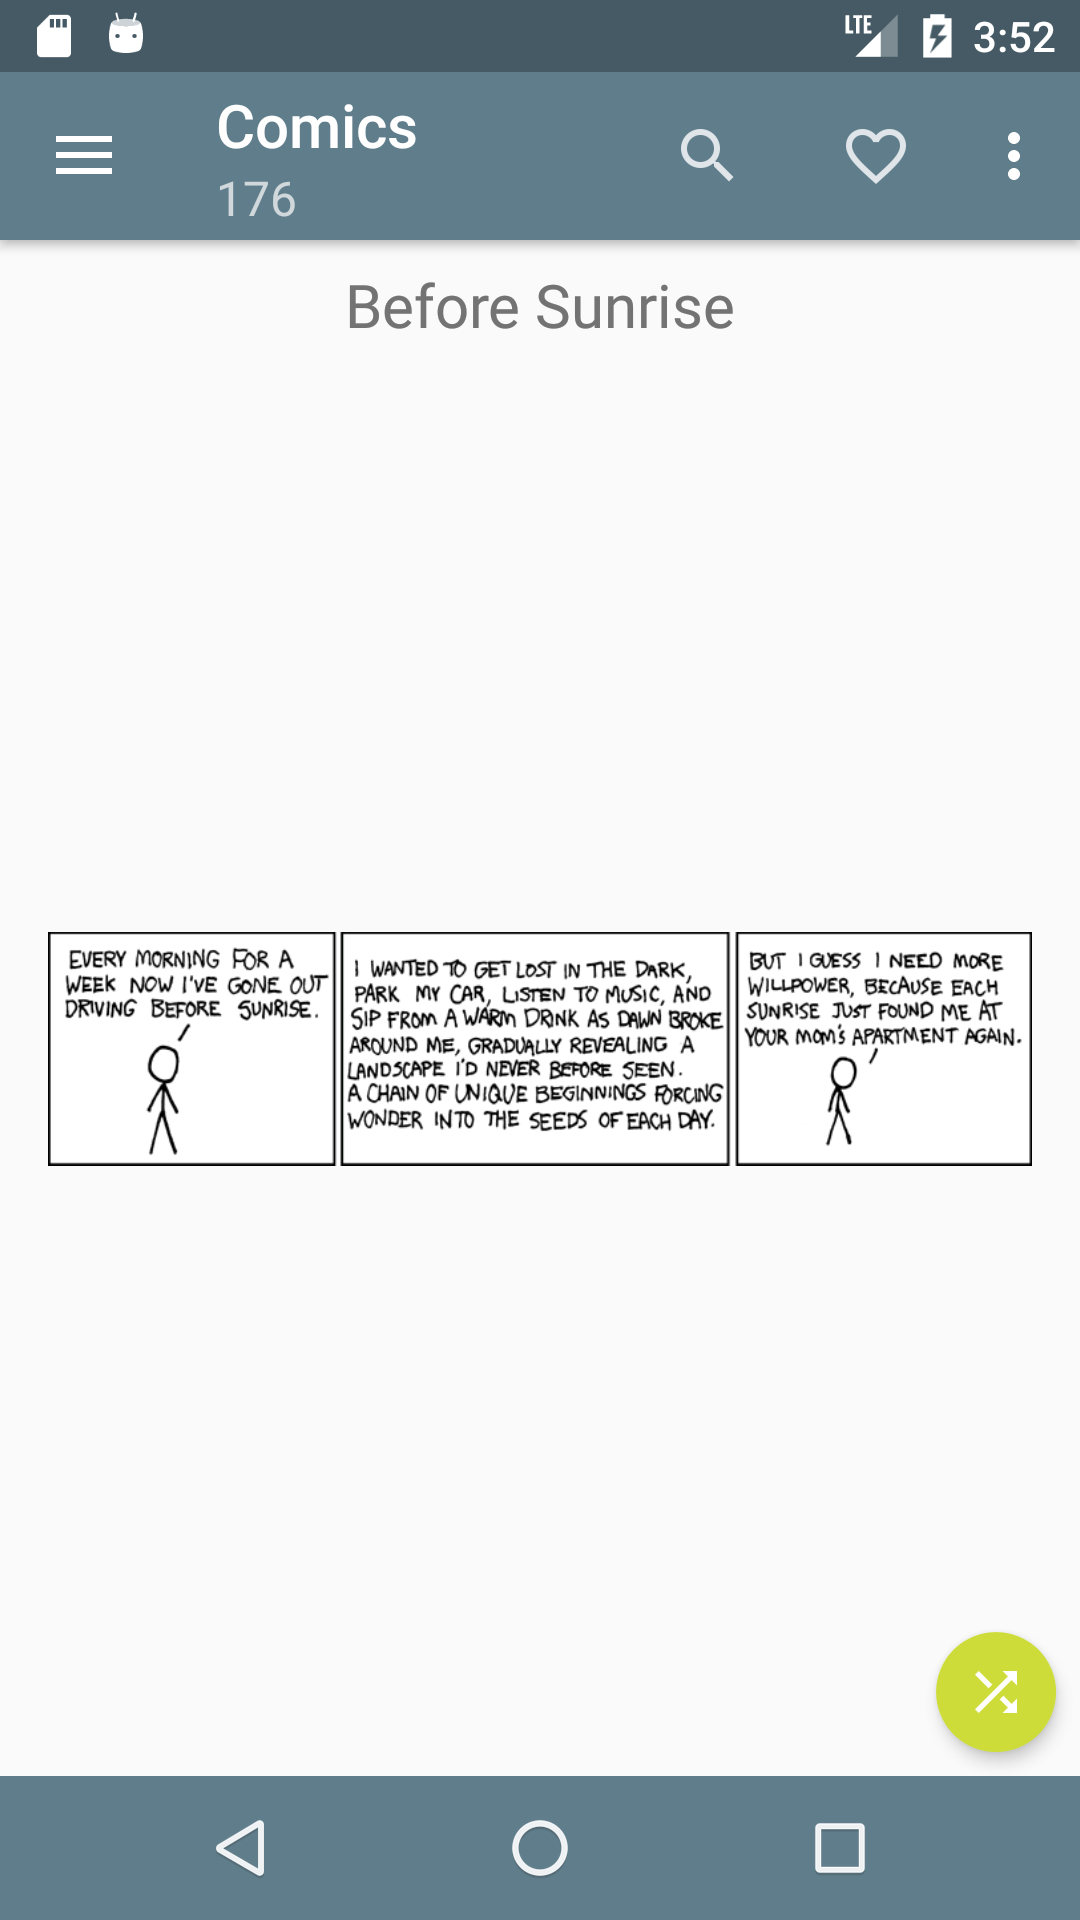 LTE 3:52
Comics
176
Before Sunrise
EVERY MORNING FOR A
WEEK NOW I'VE GONE OUT
DRIVING BEFORE SUNRISE.
I WANTED TO GET LOST IN THE DARK,
PARK MY CAR, LISTEN TO MUSIC, AND
SIP FROM A WARM DRINK AS DAWN BROKE
AROUND ME, GRADUALLY REVEALING A
LANDSCAPE I'D NEVER BEFORE SEEN.
A CHAIN OF UNIQUE BEGINNINGS FORCING
WONDER INTO THE SEEDS OF EACH DAY.
BUT I GUESS I NEED MORE
WILLPOWER, BECAUSE EACH
SUNRISE JUST FOUND ME AT
YOUR MOM'S APARTMENT AGAIN.